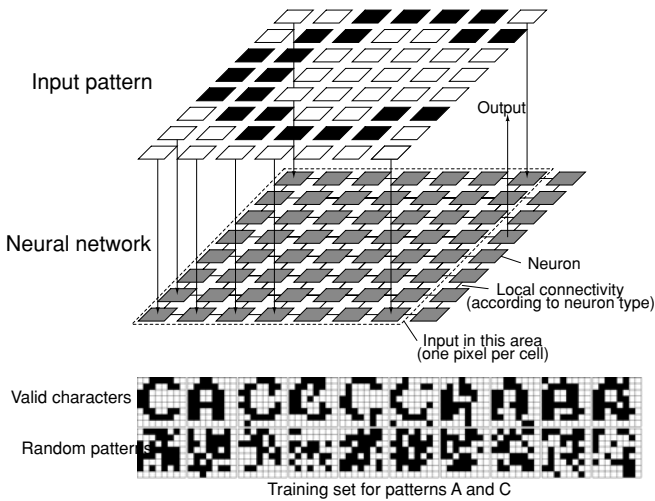 Input pattern
Output
Neural network
Neuron
Local connectivity
(according to neuron type)
Input in this area
(one pixel per cell)
Valid characters
Random patterns
Training set for patterns A and C